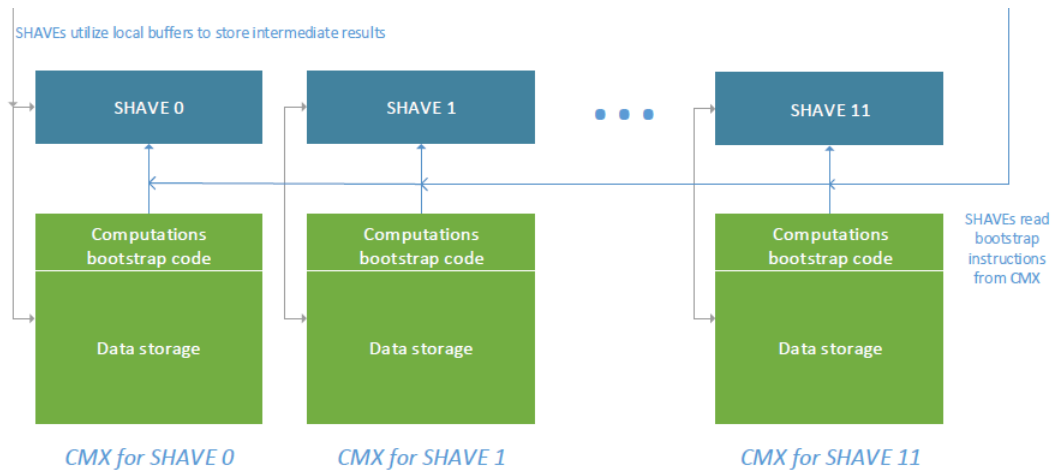 SHAVEs utilize local buffers to store intermediate results
SHAVE 0
SHAVE 1
SHAVE 11
Computations
bootstrap code
Computations
bootstrap code
Computations
bootstrap code
SHAVEs read
bootstrap
instructions
from CMX
Data storage
Data storage
Data storage
CMX for SHAVE 0
CMX for SHAVE 1
CMX for SHAVE 11